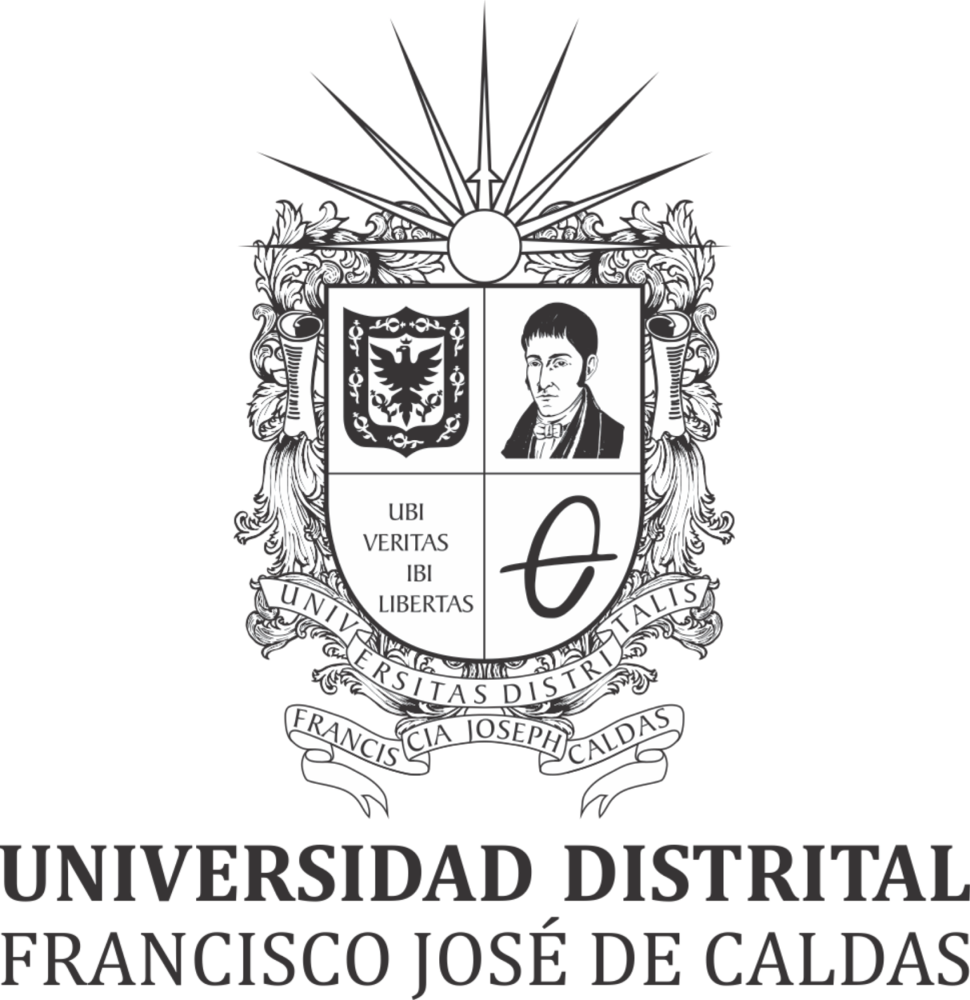 UBI
VERITAS
IBI
LIBERTAS
UNIVERSITAS DISTRITALIS
FRANCISCIA JOSEPH CALDAS
UNIVERSIDAD DISTRITAL
FRANCISCO JOSÉ DE CALDAS